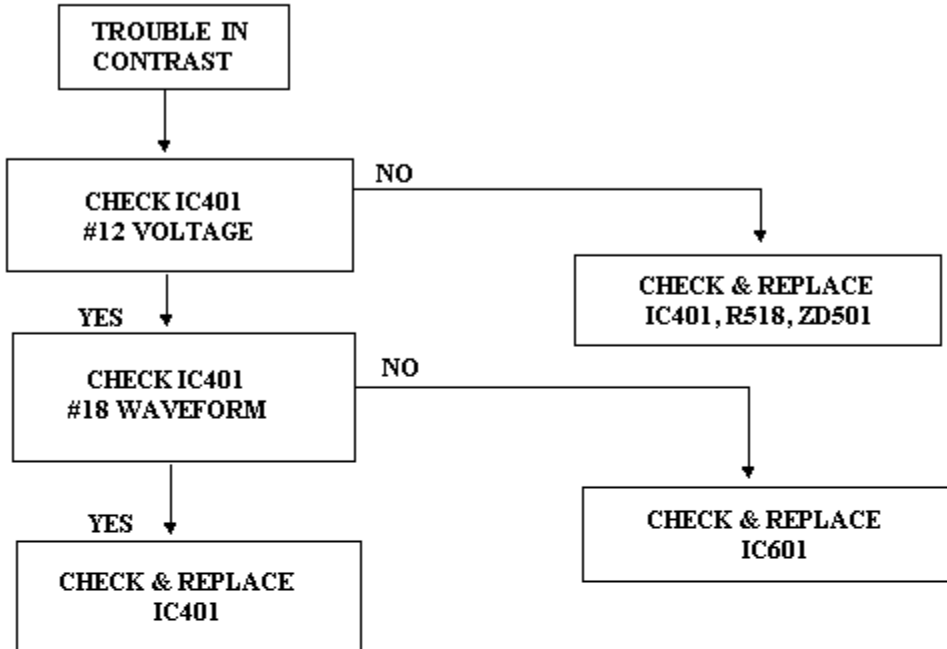 TROUBLE IN
CONTRAST
CHECK IC401
#12 VOLTAGE
NO
CHECK & REPLACE
IC401, R518, ZD501
YES
CHECK IC401
#18 WAVEFORM
NO
CHECK & REPLACE
IC601
YES
CHECK & REPLACE
IC401